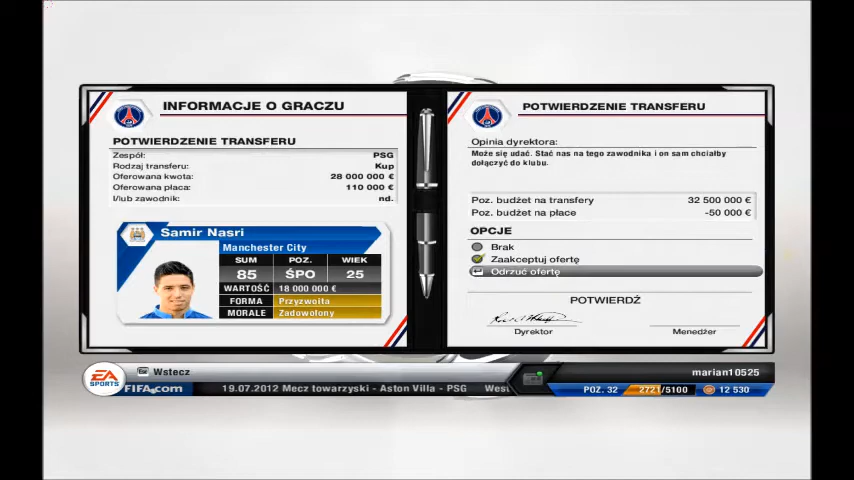 INFORMACJE O GRACZU
POTWIERDZENIE TRANSFERU
Zespół: PSG
Rodzaj transferu: Kup
Oferowana kwota: 28 000 000 €
Oferowana płaca: 110 000 €
I/lub zawodnik: nd.
Samir Nasri
Manchester City
SUM POZ. WIEK
85 ŚPO 25
WARTOŚĆ 18 000 000 €
FORMA Przyzwoita
MORALE Zadowolony
POTWIERDZENIE TRANSFERU
Opinia dyrektora:
Może się udać. Stać nas na tego zawodnika i on sam chciałby
dołączyć do klubu.
Poz. budżet na transfery 32 500 000 €
Poz. budżet na płace -50 000 €
OPCJE
Brak
Zaakceptuj ofertę
Odrzuć ofertę
POTWIERDŹ
Dyrektor Menedżer
EA SPORTS
Wstecz
marian10525
FIFA.com
19.07.2012 Mecz towarzyski - Aston Villa - PSG Wes
POZ. 32 2721/5100 12 530